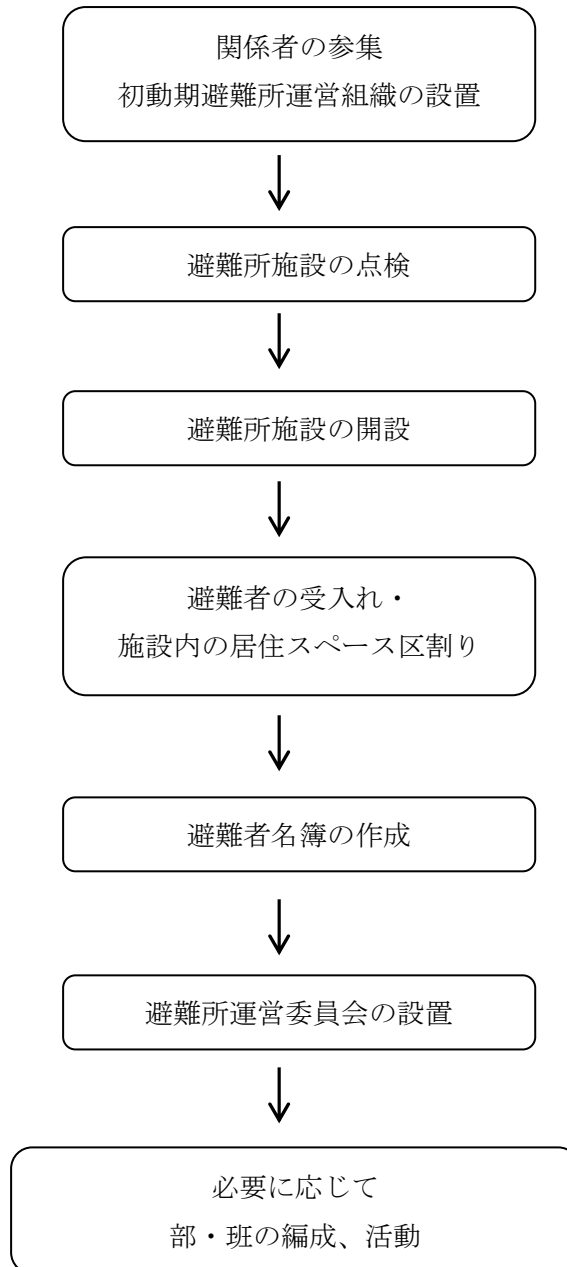 関係者の参集
初動期避難所運営組織の設置
避難所施設の点検
避難所施設の開設
避難者の受入れ・
施設内の居住スペース区割り
避難者名簿の作成
避難所運営委員会の設置
必要に応じて
部・班の編成、活動